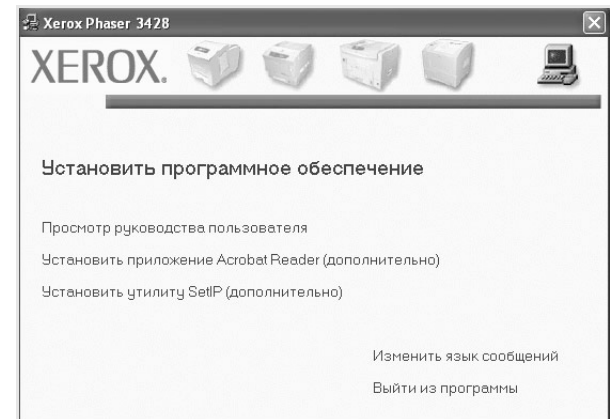 Xerox Phaser 3428
XEROX.
Установить программное обеспечение
Просмотр руководства пользователя
Установить приложение Acrobat Reader (дополнительно)
Установить утилиту SetIP (дополнительно)
Изменить язык сообщений
Выйти из программы